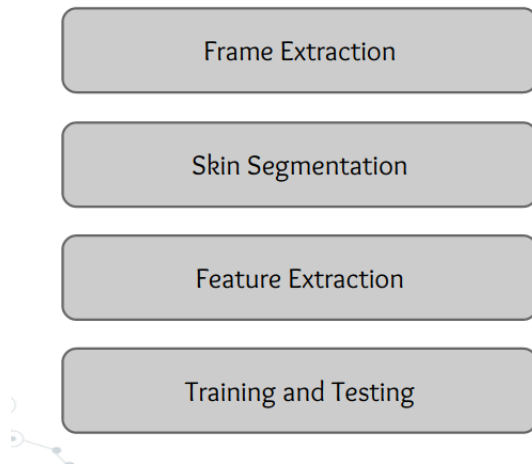 Frame Extraction
Skin Segmentation
Feature Extraction
Training and Testing